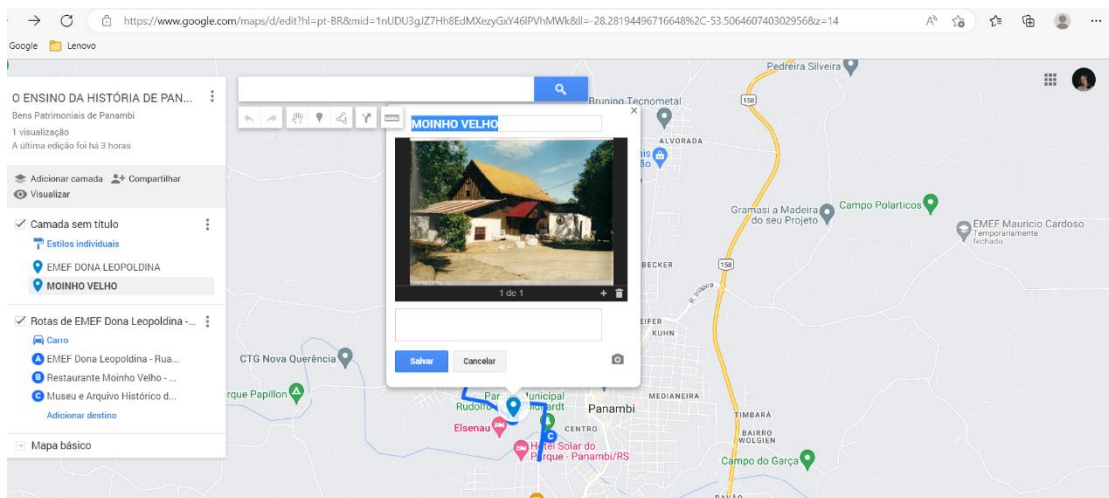 https://www.google.com/maps/d/edit?hl=pt-BR&mid=1nUDU3gJZ7Hh8EdMXezyGxY46lPVhMWk&ll=-28.28194496716648%2C-53.50646074030295​6&z=14
Google Lenovo
O ENSINO DA HISTÓRIA DE PAN...
Bens Patrimoniais de Panambi
1 visualização
A última edição foi há 3 horas
Adicionar camada Compartilhar
Visualizar
Camada sem título
Estilos individuais
EMEF DONA LEOPOLDINA
MOINHO VELHO
Rotas de EMEF Dona Leopoldina -...
Carro
A EMEF Dona Leopoldina - Rua...
B Restaurante Moinho Velho - ...
C Museu e Arquivo Histórico d...
Adicionar destino
Mapa básico
MOINHO VELHO
1 de 1
Salvar Cancelar
Pedreira Silveira
158
Bruning Tecnometal
ALVORADA
Gramasi a Madeira
do seu Projeto
Campo Polarticos
EMEF Mauricio Cardoso
Temporariamente
fechado
BECKER
158
KUHN
CTG Nova Querência
MEDIANEIRA
Panambi
TIMBARÁ
Elsenau
CENTRO
C
BAIRRO
WOLGIEN
Hotel Solar do
Parque - Panambi/RS
Campo do Garça